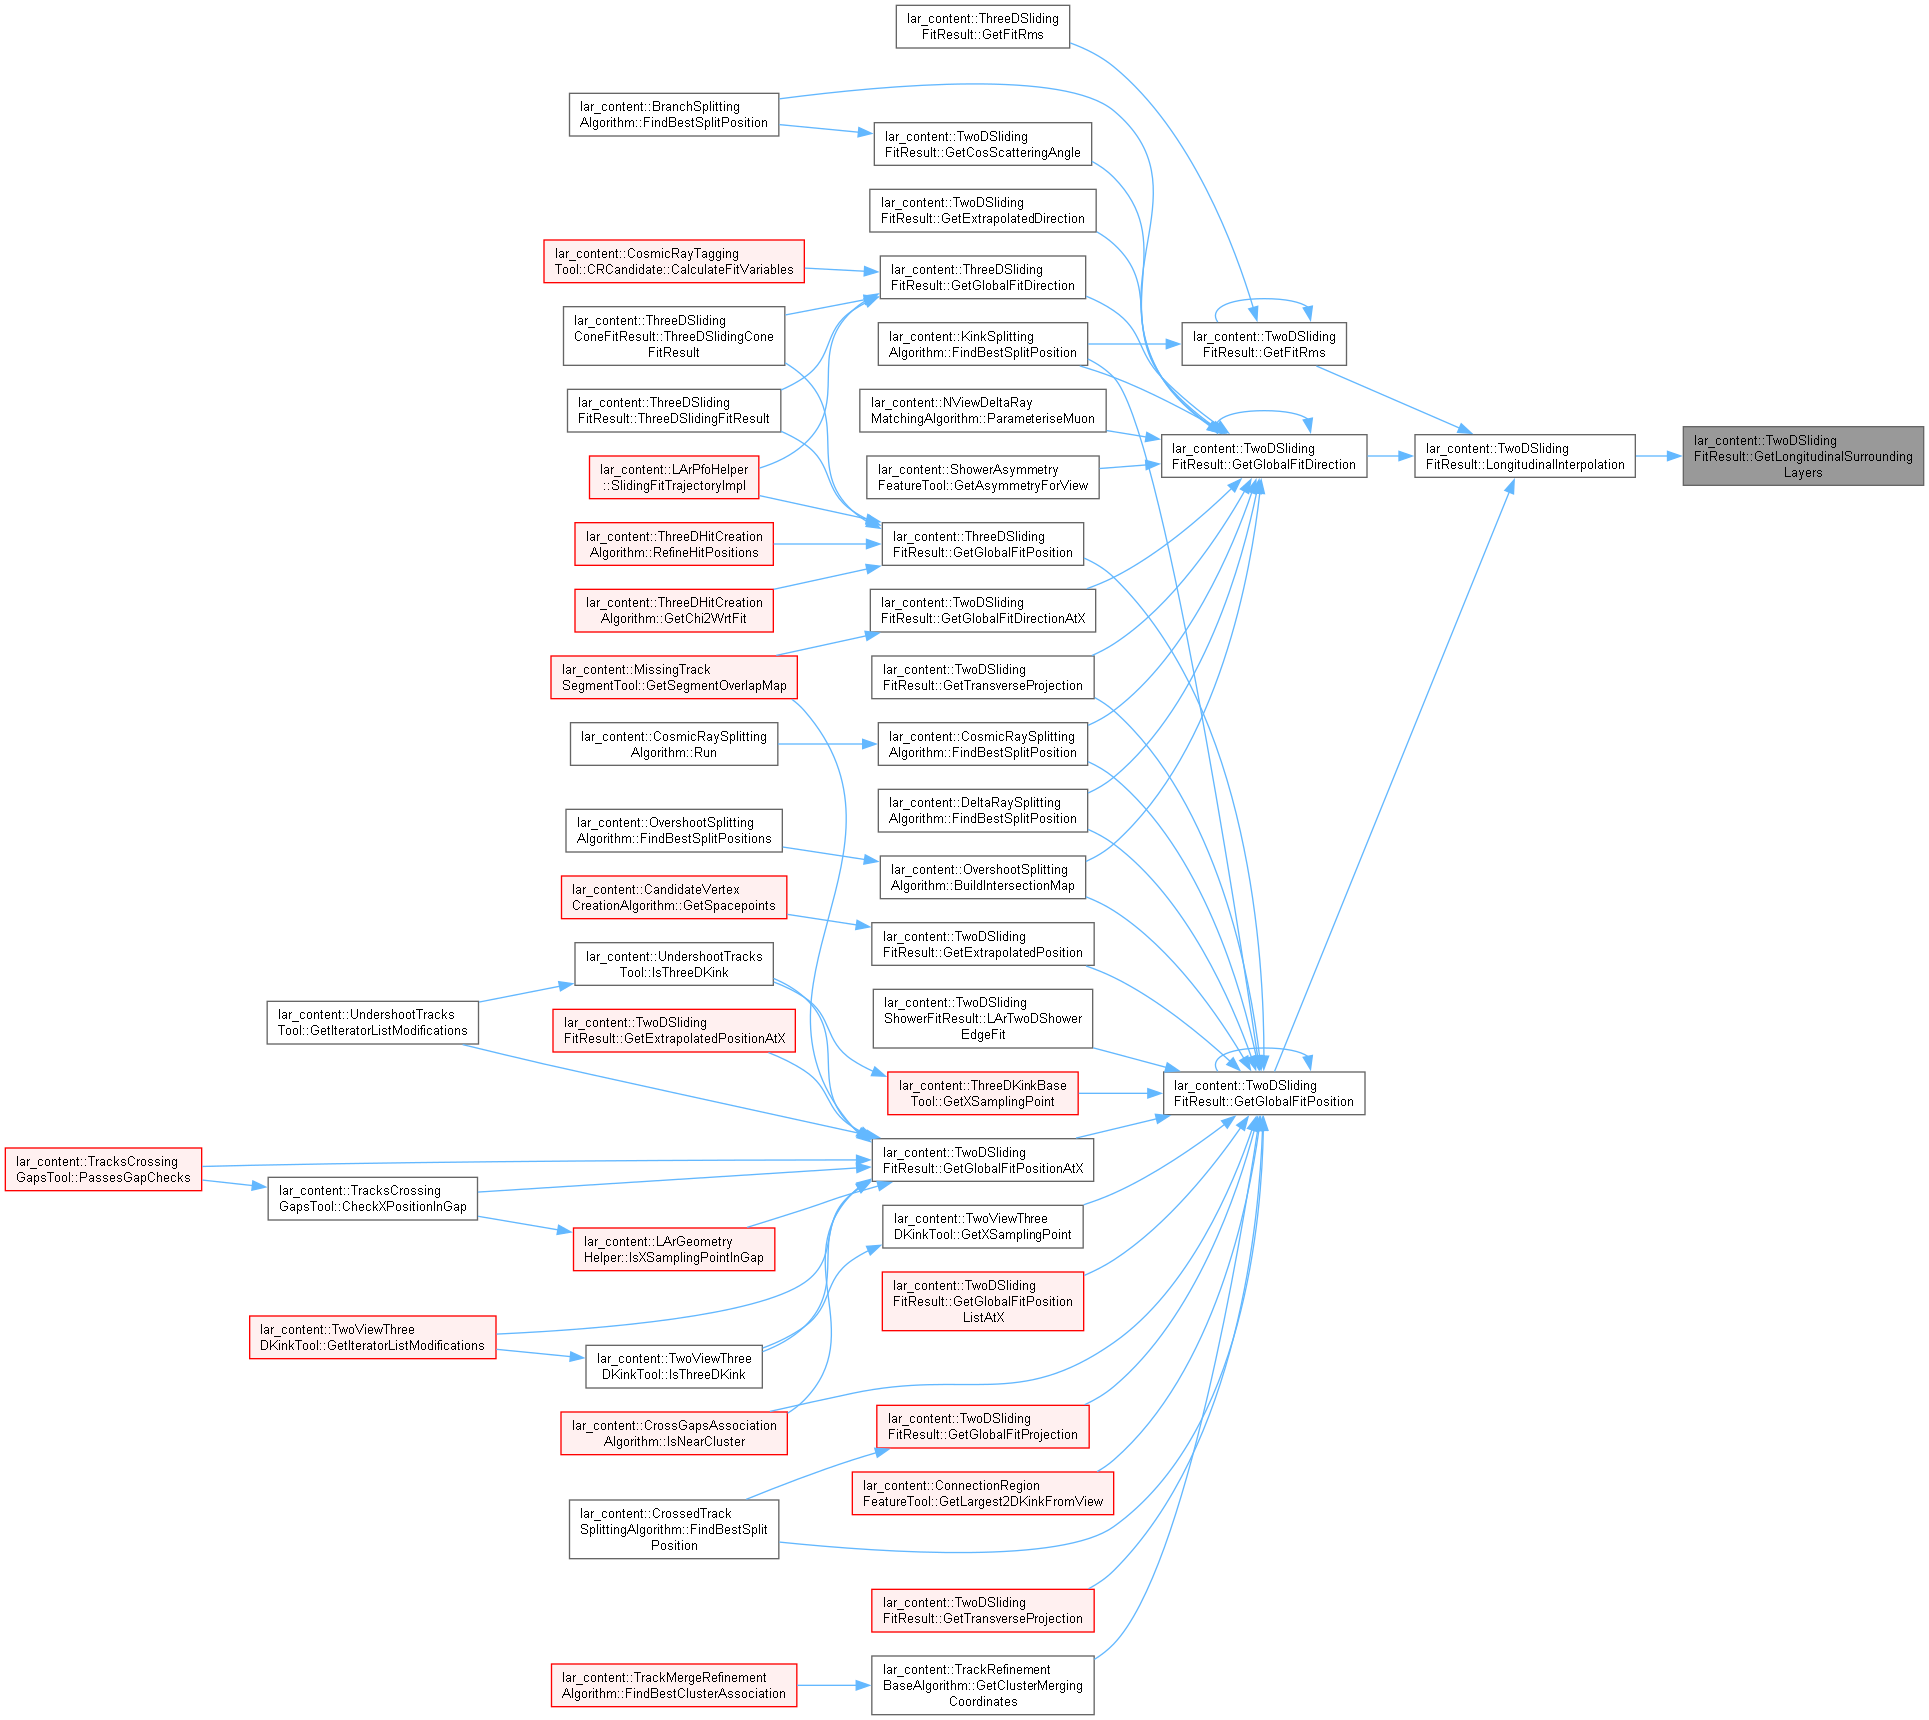 lar_content::ThreeDSliding
FitResult::GetFitRms
lar_content::BranchSplitting
Algorithm::FindBestSplitPosition
lar_content::TwoDSliding
FitResult::GetCosScatteringAngle
lar_content::TwoDSliding
FitResult::GetExtrapolatedDirection
lar_content::CosmicRayTagging
Tool::CRCandidate::CalculateFitVariables
lar_content::ThreeDSliding
FitResult::GetGlobalFitDirection
lar_content::ThreeDSliding
ConeFitResult::ThreeDSlidingCone
FitResult
lar_content::KinkSplitting
Algorithm::FindBestSplitPosition
lar_content::TwoDSliding
FitResult::GetFitRms
lar_content::ThreeDSliding
FitResult::ThreeDSlidingFitResult
lar_content::NViewDeltaRay
MatchingAlgorithm::ParameteriseMuon
lar_content::TwoDSliding
FitResult::GetGlobalFitDirection
lar_content::TwoDSliding
FitResult::LongitudinalInterpolation
lar_content::TwoDSliding
FitResult::GetLongitudinalSurrounding
Layers
lar_content::LArPfoHelper
::SlidingFitTrajectoryImpl
lar_content::ShowerAsymmetry
FeatureTool::GetAsymmetryForView
lar_content::ThreeDHitCreation
Algorithm::RefineHitPositions
lar_content::ThreeDSliding
FitResult::GetGlobalFitPosition
lar_content::ThreeDHitCreation
Algorithm::GetChi2WrtFit
lar_content::TwoDSliding
FitResult::GetGlobalFitDirectionAtX
lar_content::MissingTrack
SegmentTool::GetSegmentOverlapMap
lar_content::TwoDSliding
FitResult::GetTransverseProjection
lar_content::CosmicRaySplitting
Algorithm::Run
lar_content::CosmicRaySplitting
Algorithm::FindBestSplitPosition
lar_content::DeltaRaySplitting
Algorithm::FindBestSplitPosition
lar_content::OvershootSplitting
Algorithm::FindBestSplitPositions
lar_content::OvershootSplitting
Algorithm::BuildIntersectionMap
lar_content::CandidateVertex
CreationAlgorithm::GetSpacepoints
lar_content::TwoDSliding
FitResult::GetExtrapolatedPosition
lar_content::UndershootTracks
Tool::IsThreeDKink
lar_content::UndershootTracks
Tool::GetIteratorListModifications
lar_content::TwoDSliding
FitResult::GetExtrapolatedPositionAtX
lar_content::TwoDSliding
ShowerFitResult::LArTwoDShower
EdgeFit
lar_content::ThreeDKinkBase
Tool::GetXSamplingPoint
lar_content::TwoDSliding
FitResult::GetGlobalFitPosition
lar_content::TracksCrossing
GapsTool::PassesGapChecks
lar_content::TracksCrossing
GapsTool::CheckXPositionInGap
lar_content::TwoDSliding
FitResult::GetGlobalFitPositionAtX
lar_content::LArGeometry
Helper::IsXSamplingPointInGap
lar_content::TwoViewThree
DKinkTool::GetXSamplingPoint
lar_content::TwoDSliding
FitResult::GetGlobalFitPosition
ListAtX
lar_content::TwoViewThree
DKinkTool::GetIteratorListModifications
lar_content::TwoViewThree
DKinkTool::IsThreeDKink
lar_content::CrossGapsAssociation
Algorithm::IsNearCluster
lar_content::TwoDSliding
FitResult::GetGlobalFitProjection
lar_content::ConnectionRegion
FeatureTool::GetLargest2DKinkFromView
lar_content::CrossedTrack
SplittingAlgorithm::FindBestSplit
Position
lar_content::TwoDSliding
FitResult::GetTransverseProjection
lar_content::TrackMergeRefinement
Algorithm::FindBestClusterAssociation
lar_content::TrackRefinement
BaseAlgorithm::GetClusterMerging
Coordinates